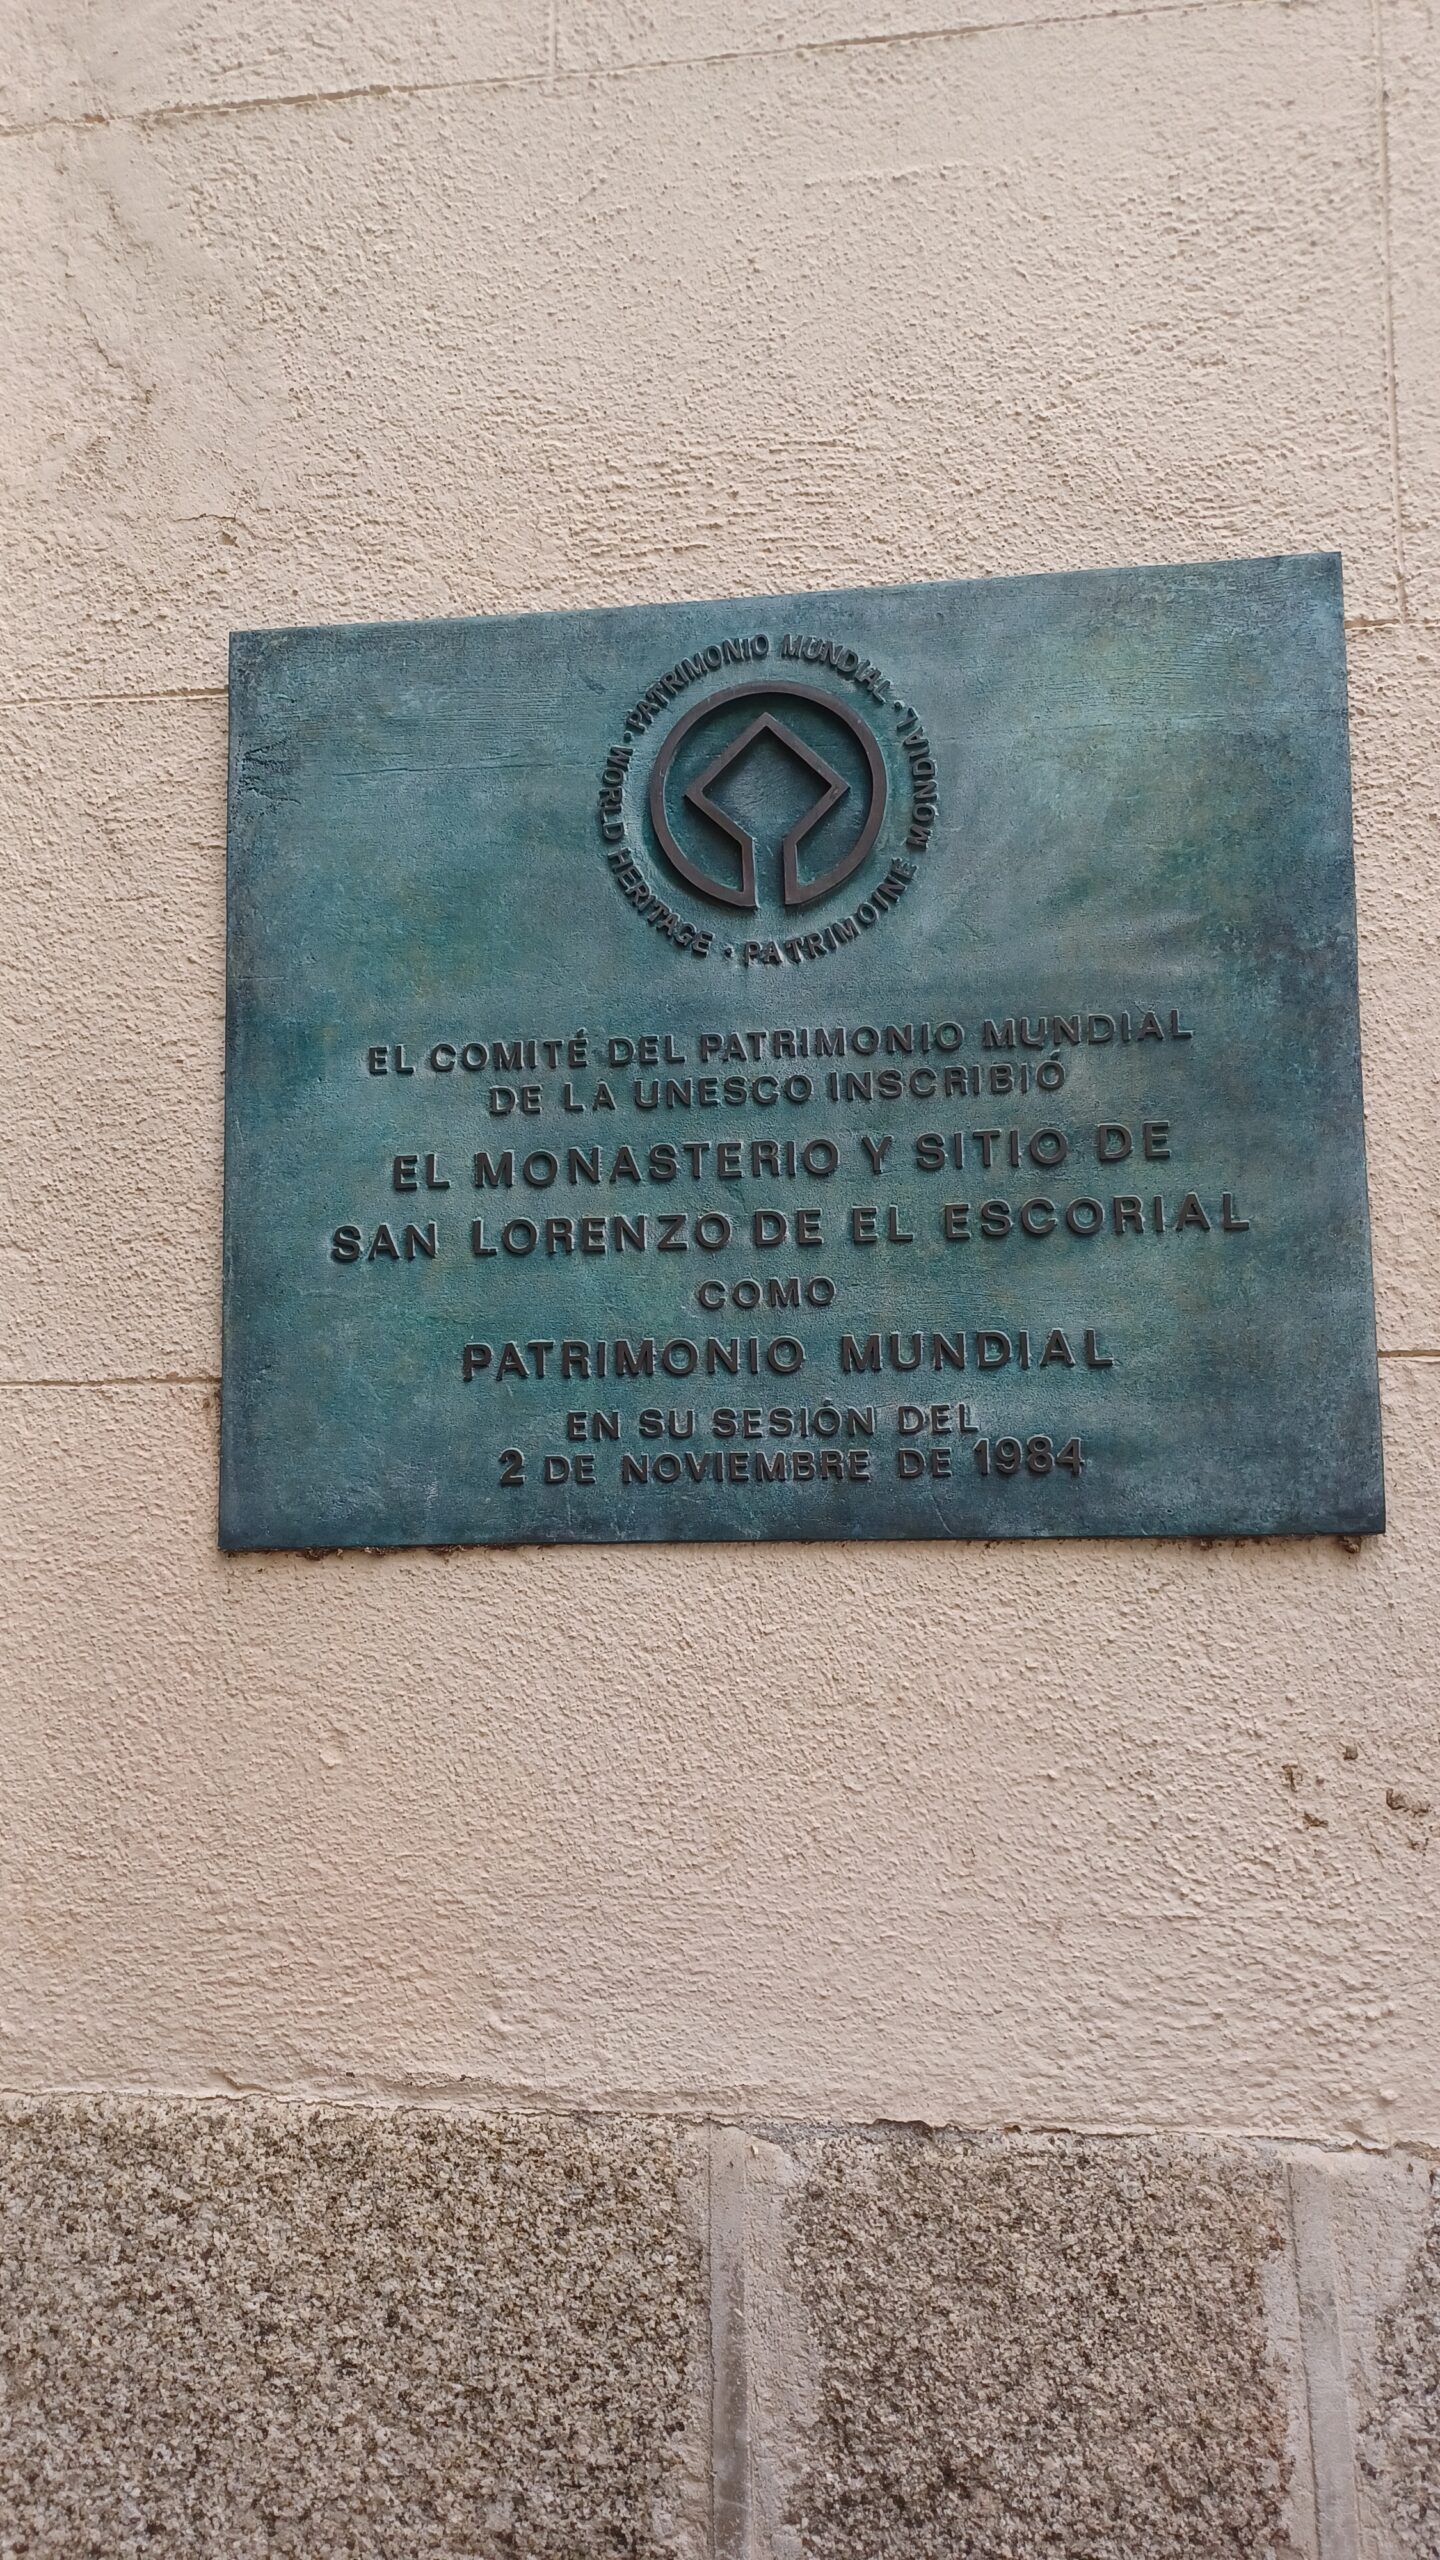 PATRIMONIO MUNDIAL · PATRIMOINE MONDIAL · WORLD HERITAGE ·
EL COMITÉ DEL PATRIMONIO MUNDIAL
DE LA UNESCO INSCRIBIÓ
EL MONASTERIO Y SITIO DE
SAN LORENZO DE EL ESCORIAL
COMO
PATRIMONIO MUNDIAL
EN SU SESIÓN DEL
2 DE NOVIEMBRE DE 1984